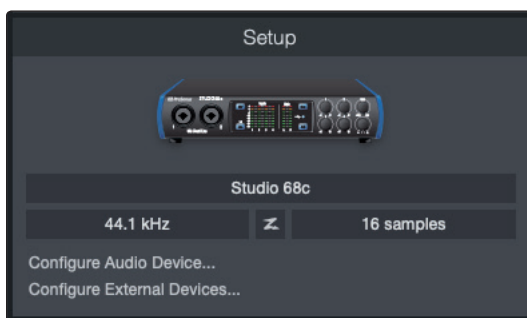 Setup
Studio 68c
44.1 kHz
16 samples
Configure Audio Device...
Configure External Devices...